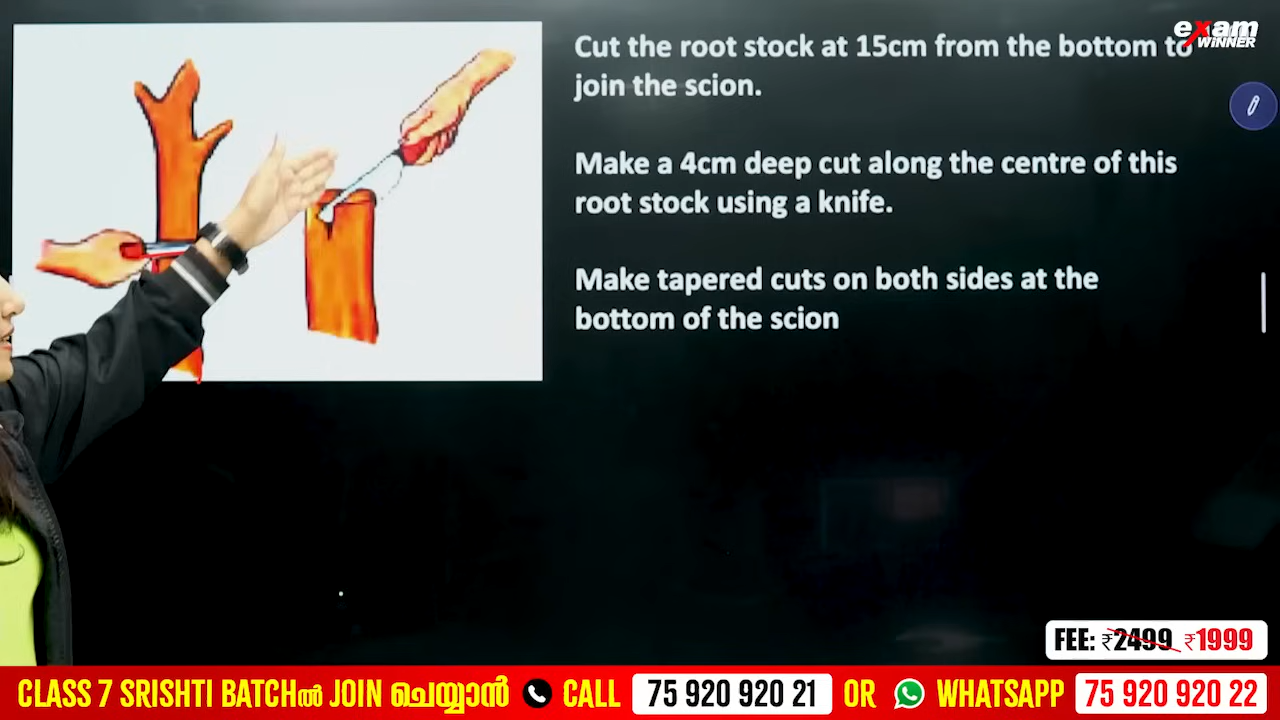 exam
WINNER
Cut the root stock at 15cm from the bottom to
join the scion.
Make a 4cm deep cut along the centre of this
root stock using a knife.
Make tapered cuts on both sides at the
bottom of the scion
FEE: ₹2499 ₹1999
CLASS 7 SRISHTI BATCHൽ JOIN ചെയ്യാൻ CALL 75 920 920 21 OR WHATSAPP 75 920 920 22